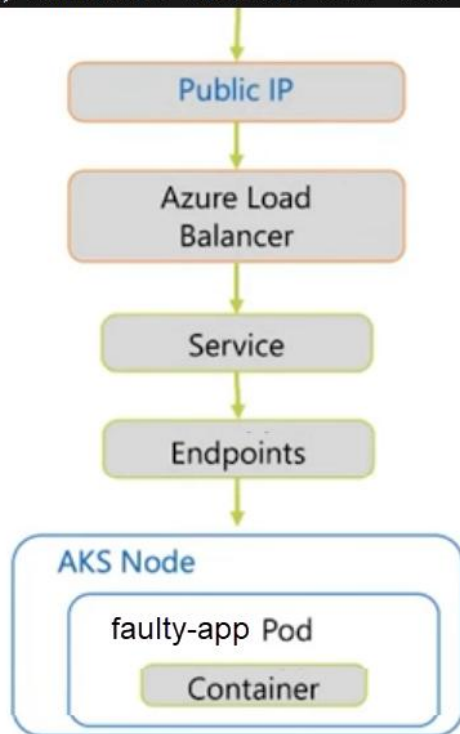 Public IP
Azure Load
Balancer
Service
Endpoints
AKS Node
faulty-app Pod
Container